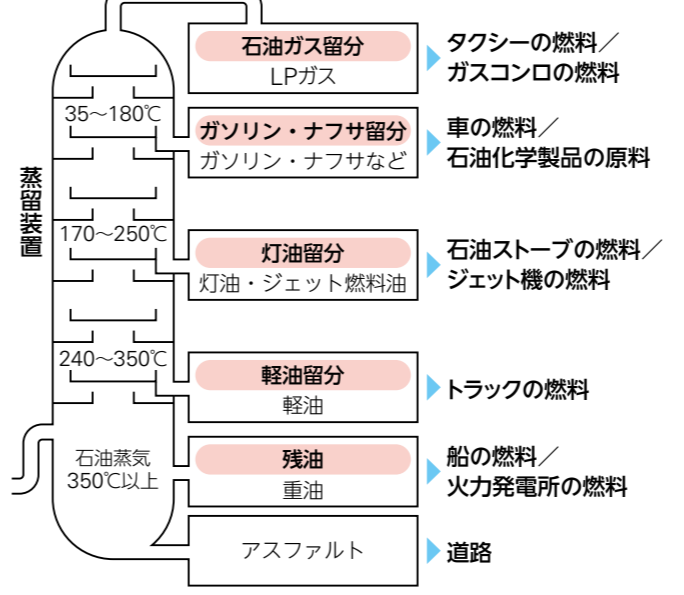 蒸留装置
石油ガス留分
LPガス
タクシーの燃料／
ガスコンロの燃料
35〜180℃
ガソリン・ナフサ留分
ガソリン・ナフサなど
車の燃料／
石油化学製品の原料
170〜250℃
灯油留分
灯油・ジェット燃料油
石油ストーブの燃料／
ジェット機の燃料
240〜350℃
軽油留分
軽油
トラックの燃料
石油蒸気
350℃以上
残油
重油
船の燃料／
火力発電所の燃料
アスファルト
道路